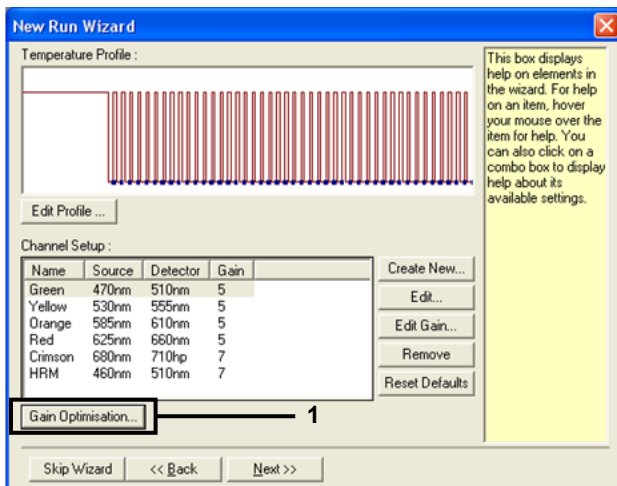 New Run Wizard
Temperature Profile :
This box displays
help on elements in
the wizard. For help
on an item, hover
your mouse over the
item for help. You
can also click on a
combo box to display
help about its
available settings.
Edit Profile ...
Channel Setup :
Name Source Detector Gain
Green 470nm 510nm 5
Yellow 530nm 555nm 5
Orange 585nm 610nm 5
Red 625nm 660nm 5
Crimson 680nm 710hp 7
HRM 460nm 510nm 7
Create New...
Edit...
Edit Gain...
Remove
Reset Defaults
Gain Optimisation...
1
Skip Wizard << Back Next >>